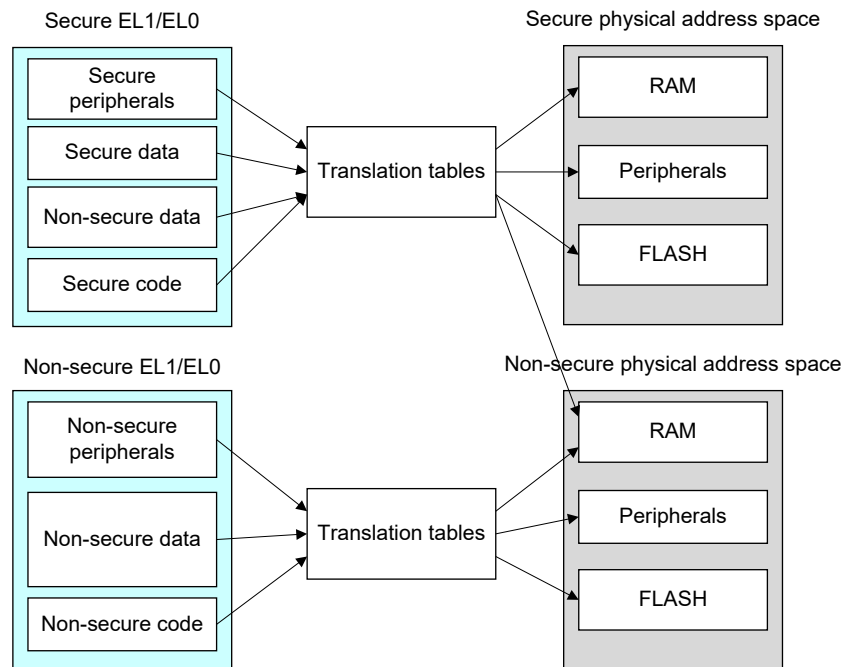 Secure EL1/EL0
Secure
peripherals
Secure data
Non-secure data
Secure code
Translation tables
Secure physical address space
RAM
Peripherals
FLASH
Non-secure EL1/EL0
Non-secure
peripherals
Non-secure data
Non-secure code
Translation tables
Non-secure physical address space
RAM
Peripherals
FLASH